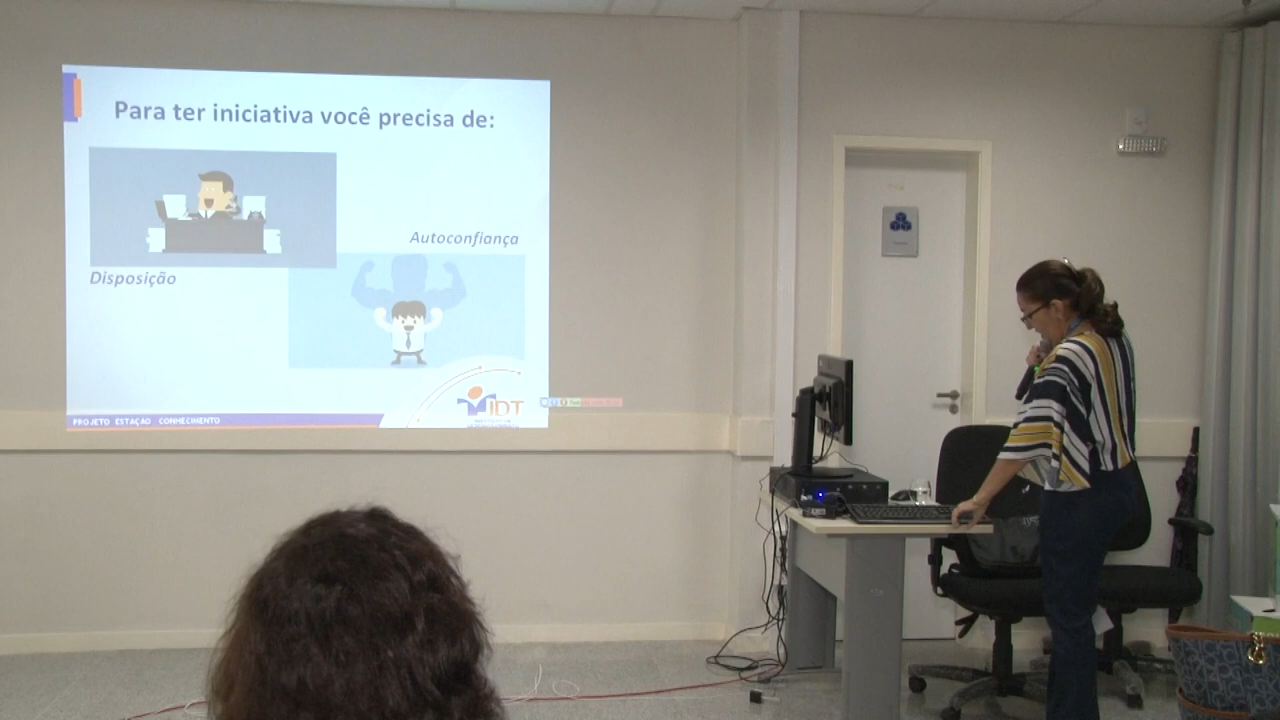 Para ter iniciativa você precisa de:
Autoconfiança
Disposição
IDT
PROJETO ESTAÇÃO CONHECIMENTO